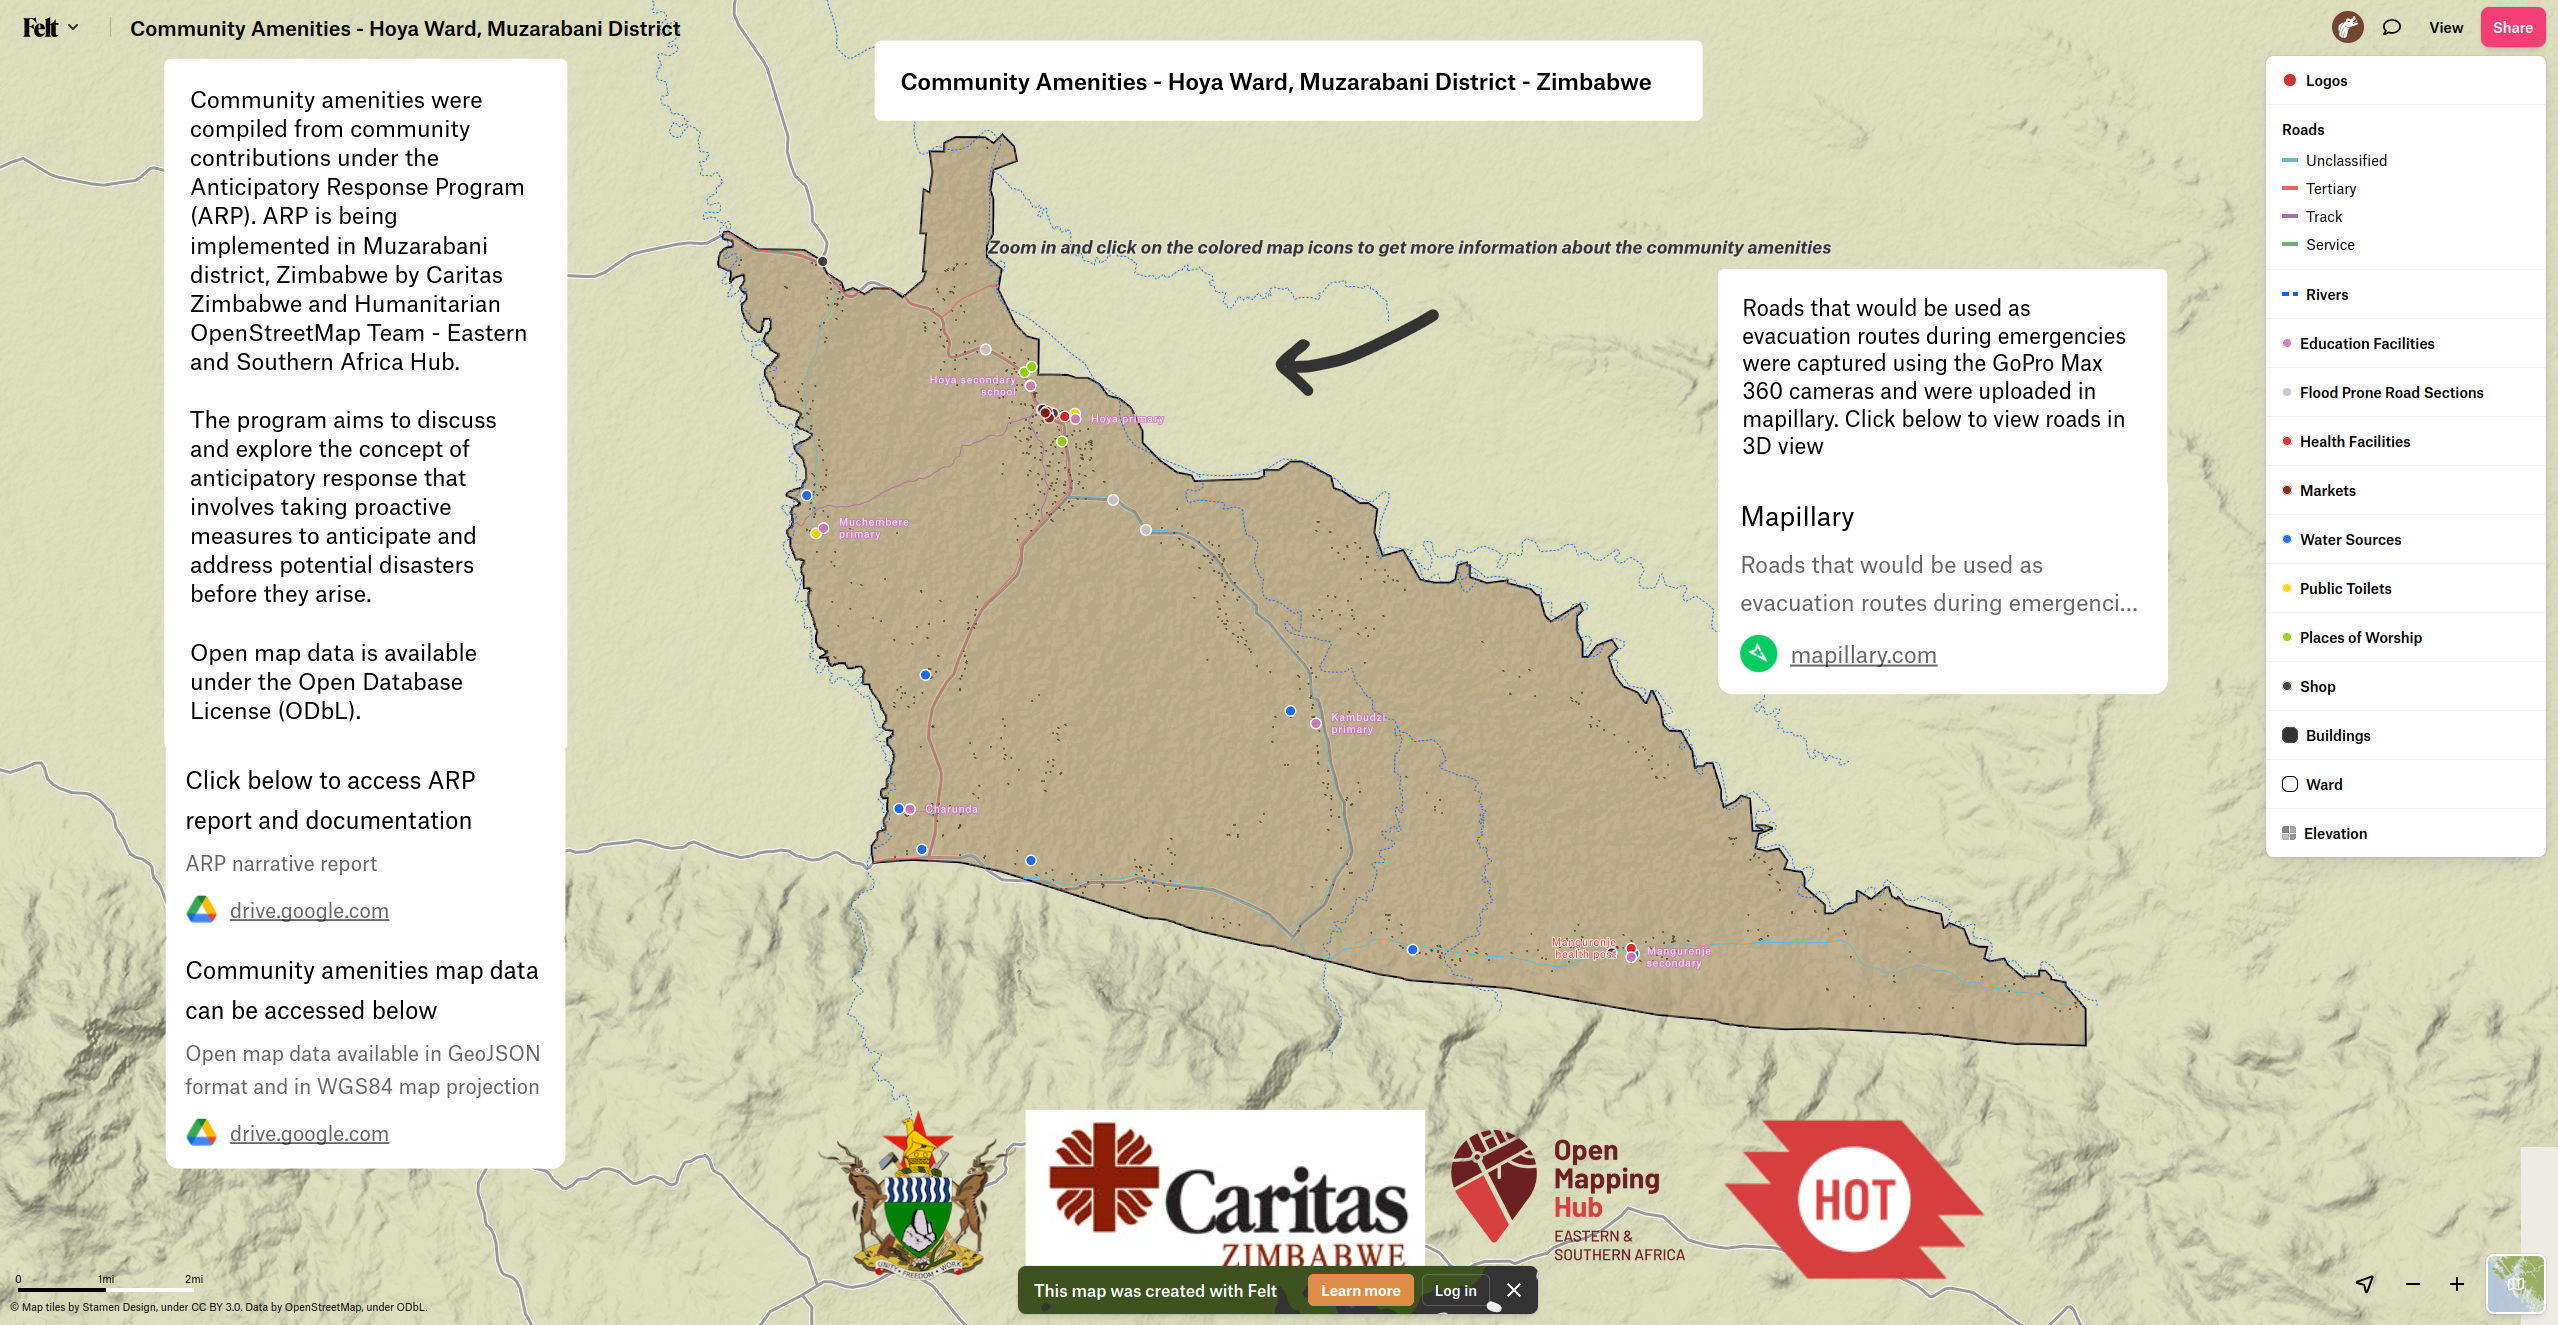 Felt
Community Amenities - Hoya Ward, Muzarabani District
View
Share
Community Amenities - Hoya Ward, Muzarabani District - Zimbabwe
Community amenities were
compiled from community
contributions under the
Anticipatory Response Program
(ARP). ARP is being
implemented in Muzarabani
district, Zimbabwe by Caritas
Zimbabwe and Humanitarian
OpenStreetMap Team - Eastern
and Southern Africa Hub.
The program aims to discuss
and explore the concept of
anticipatory response that
involves taking proactive
measures to anticipate and
address potential disasters
before they arise.
Open map data is available
under the Open Database
License (ODbL).
Click below to access ARP
report and documentation
ARP narrative report
drive.google.com
Community amenities map data
can be accessed below
Open map data available in GeoJSON
format and in WGS84 map projection
drive.google.com
Zoom in and click on the colored map icons to get more information about the community amenities
Hoya secondary
school
Hoya primary
Muchembere
primary
Kambudzi
primary
Charunda
Mangurenje
health post
Mangurenje
secondary
Roads that would be used as
evacuation routes during emergencies
were captured using the GoPro Max
360 cameras and were uploaded in
mapillary. Click below to view roads in
3D view
Mapillary
Roads that would be used as
evacuation routes during emergenci...
mapillary.com
Logos
Roads
Unclassified
Tertiary
Track
Service
Rivers
Education Facilities
Flood Prone Road Sections
Health Facilities
Markets
Water Sources
Public Toilets
Places of Worship
Shop
Buildings
Ward
Elevation
UNITY • FREEDOM • WORK
Caritas
ZIMBABWE
Open
Mapping
Hub
EASTERN &
SOUTHERN AFRICA
HOT
This map was created with Felt
Learn more
Log in
0 1mi 2mi
© Map tiles by Stamen Design, under CC BY 3.0. Data by OpenStreetMap, under ODbL.